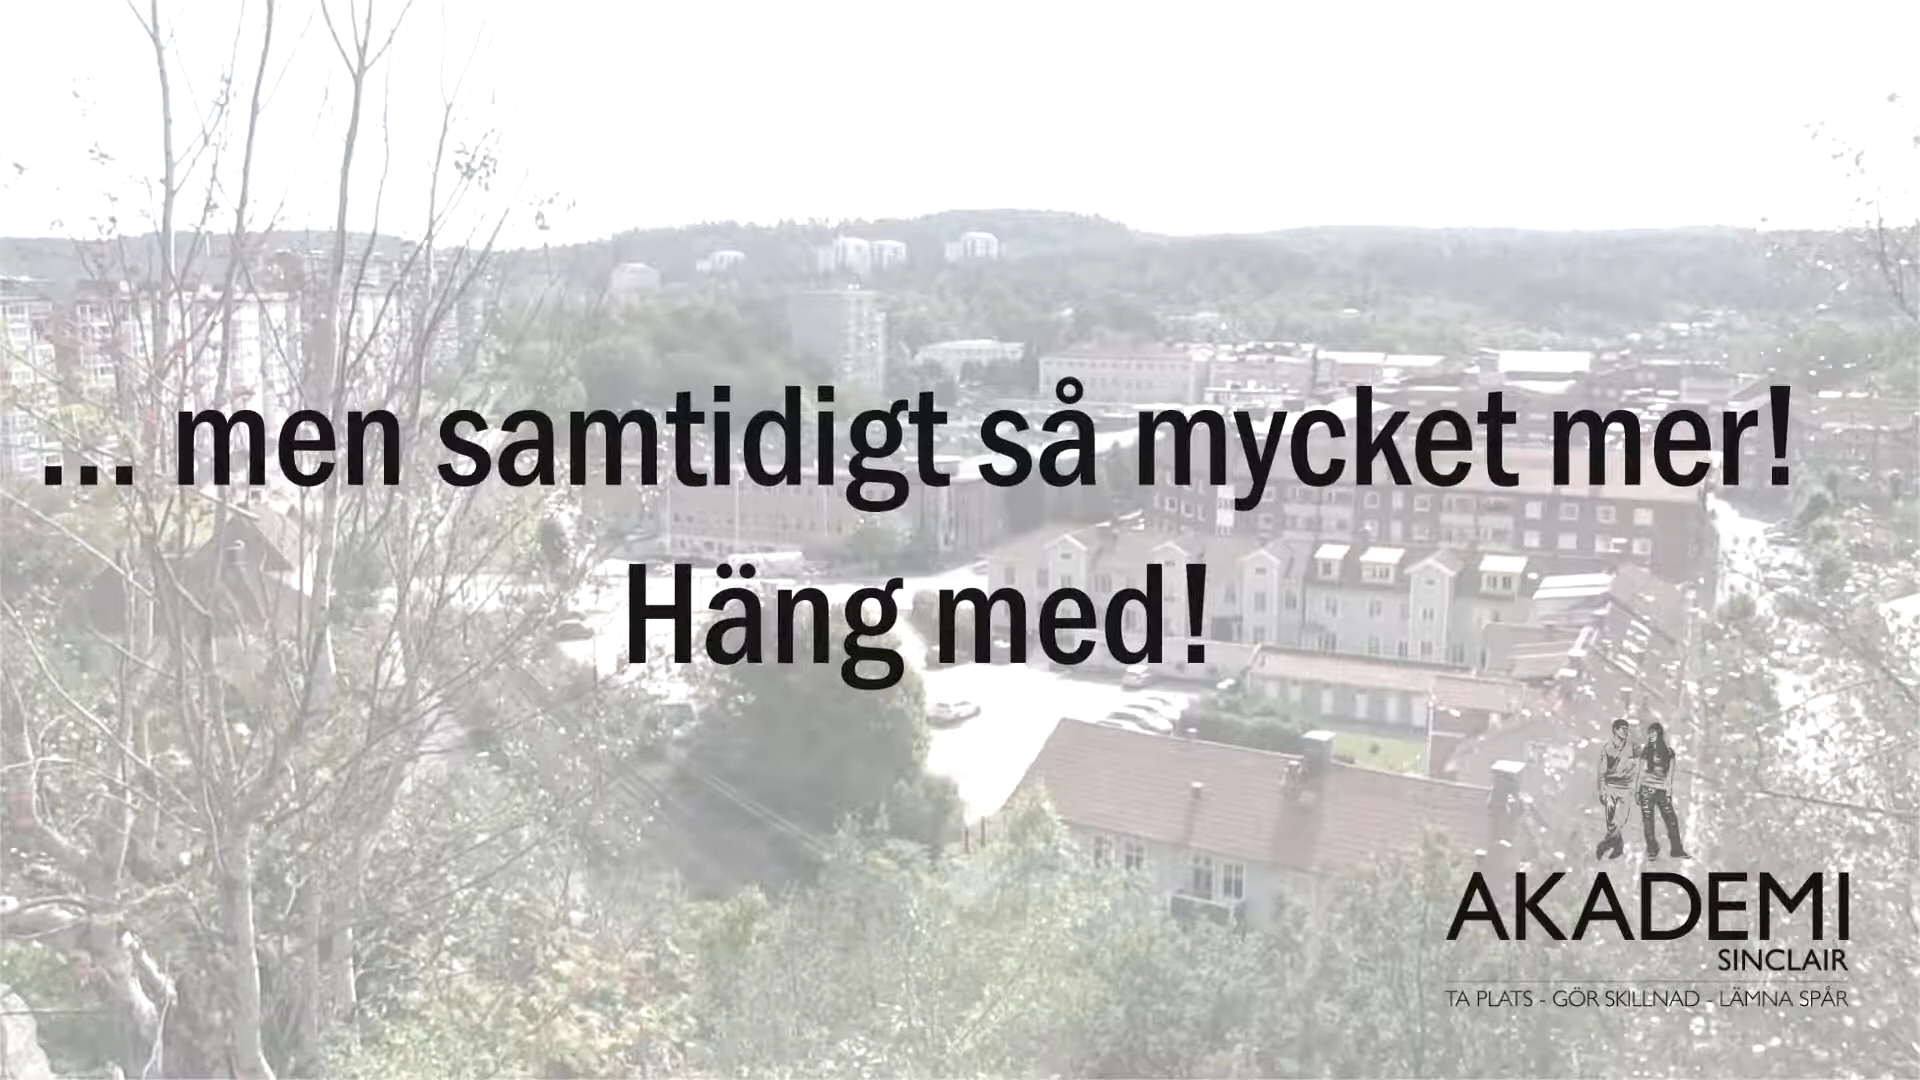 ... men samtidigt så mycket mer!
Häng med!
AKADEMI
SINCLAIR
TA PLATS - GÖR SKILLNAD - LÄMNA SPÅR